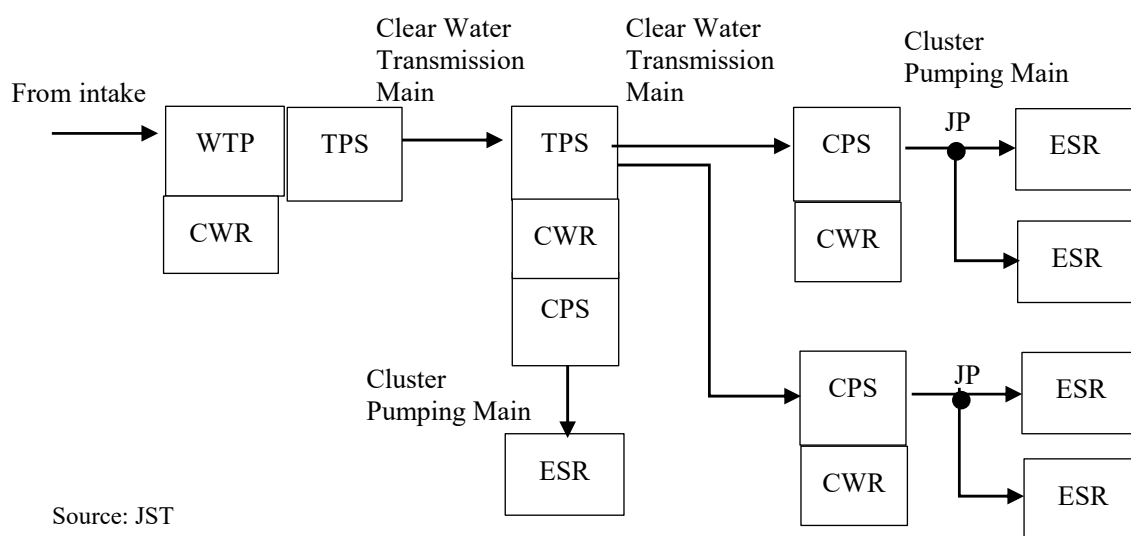 Clear Water
Transmission
Main
Clear Water
Transmission
Main
Cluster
Pumping Main
From intake
WTP
TPS
TPS
CPS
JP
ESR
CWR
CWR
CWR
ESR
CPS
Cluster
Pumping Main
CPS
JP
ESR
ESR
CWR
ESR
Source: JST